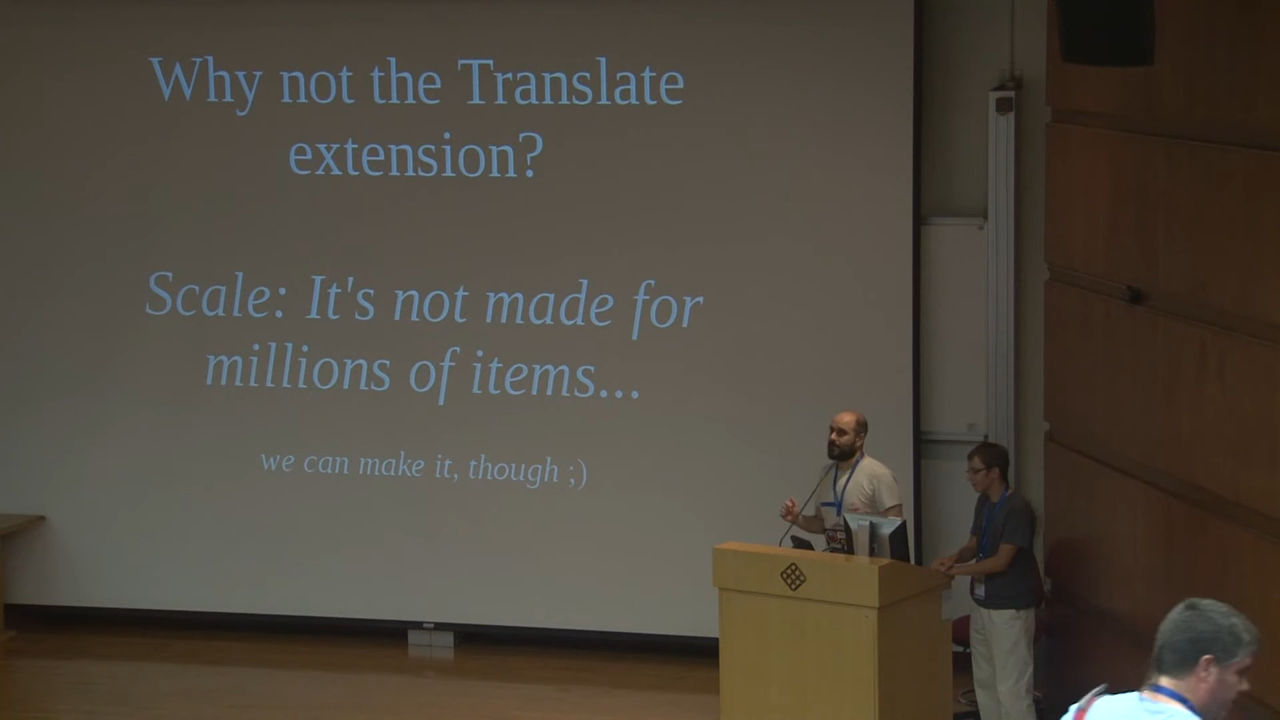 Why not the Translate
extension?
Scale: It's not made for
millions of items...
we can make it, though ;)